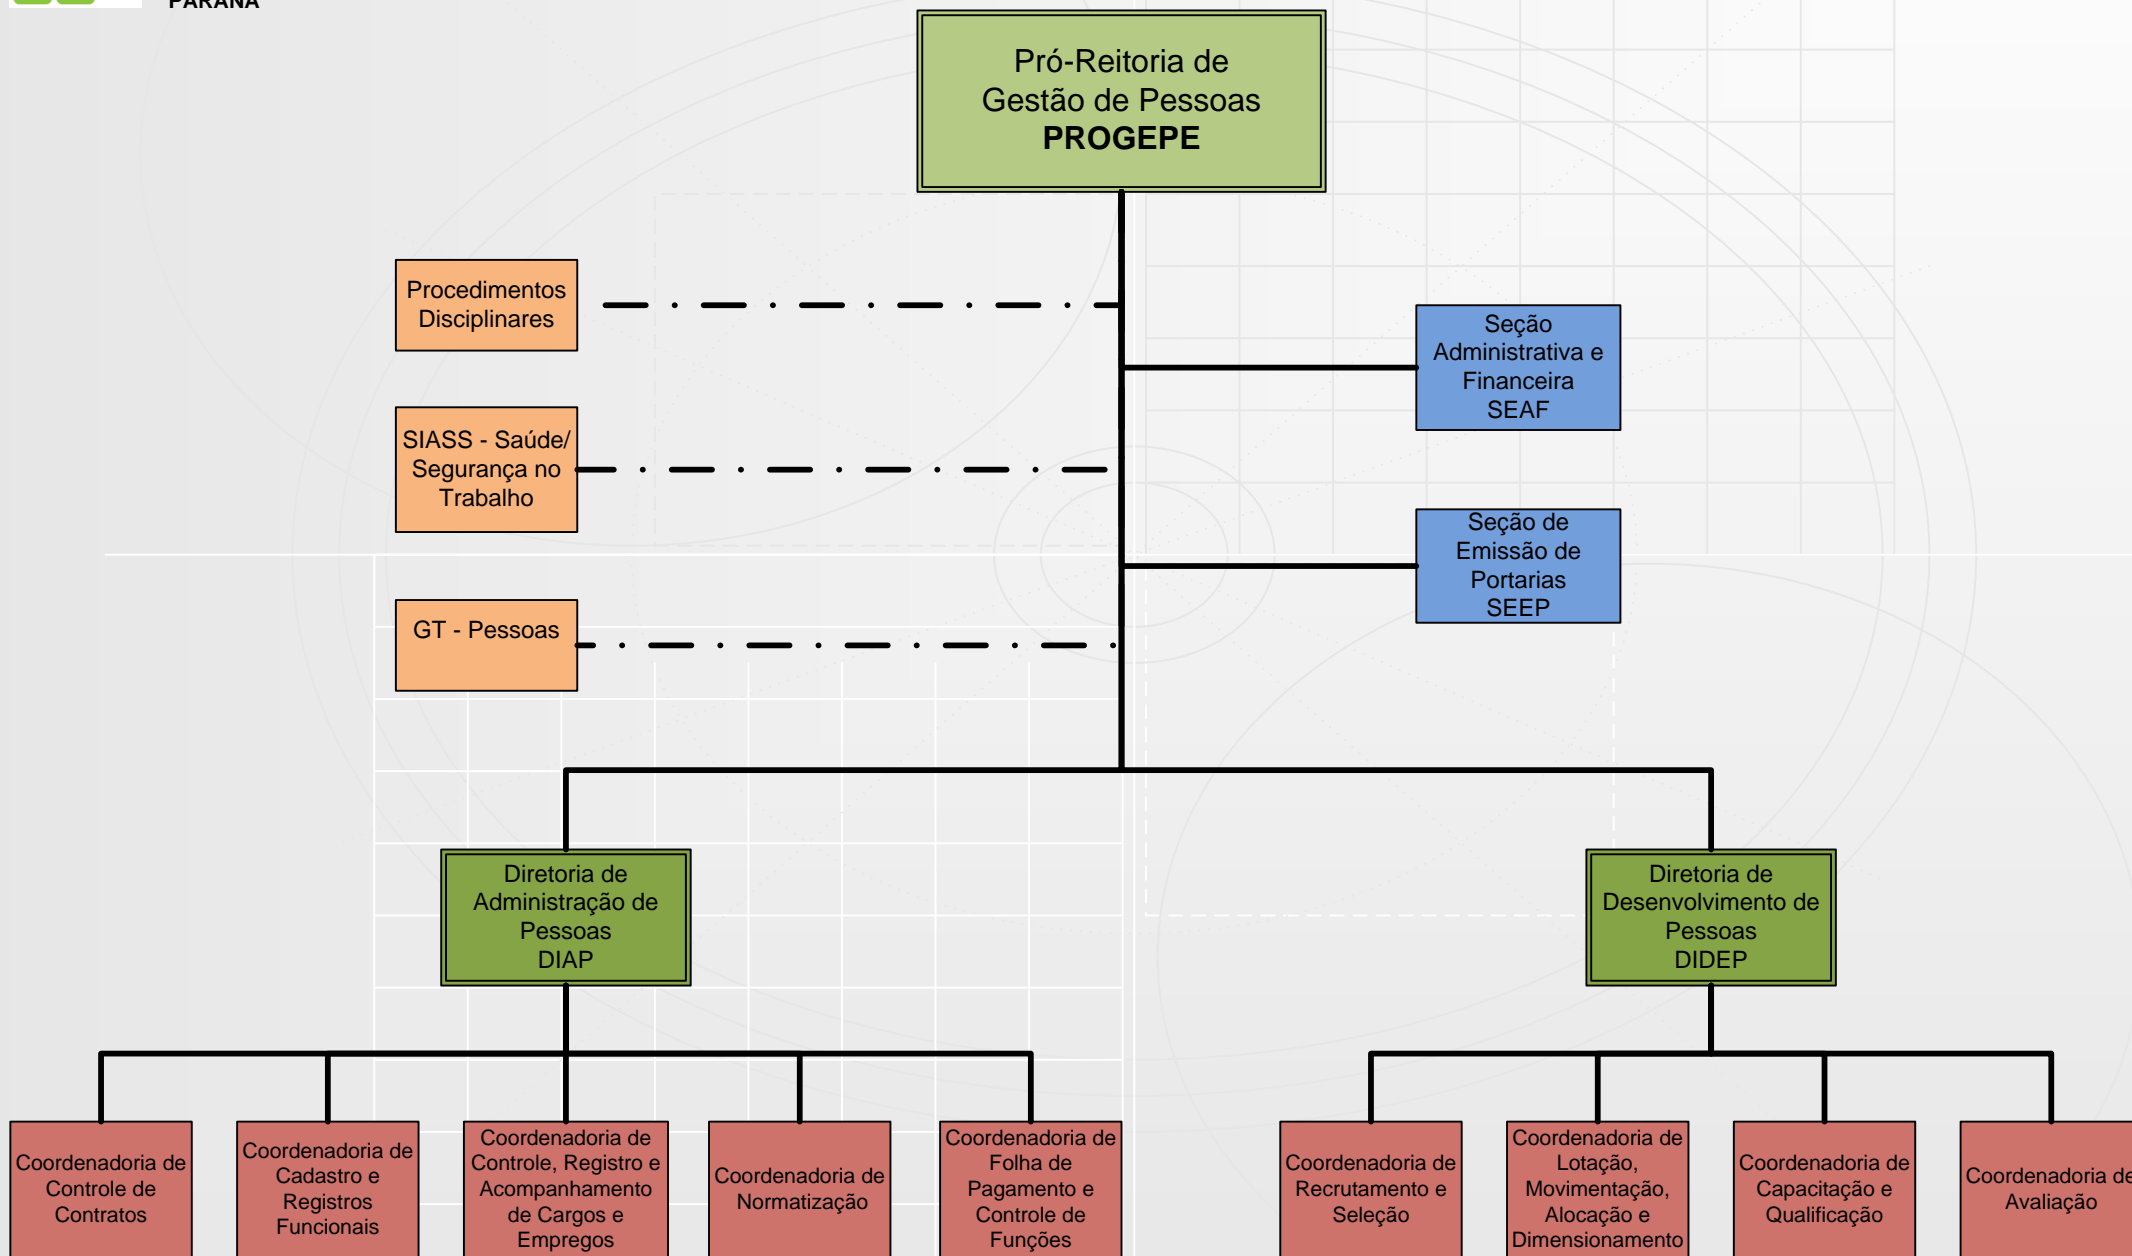 PARANÁ
Pró-Reitoria de
Gestão de Pessoas
PROGEPE
Procedimentos
Disciplinares
Seção
Administrativa e
Financeira
SEAF
SIASS - Saúde/
Segurança no
Trabalho
Seção de
Emissão de
Portarias
SEEP
GT - Pessoas
Diretoria de
Administração de
Pessoas
DIAP
Diretoria de
Desenvolvimento de
Pessoas
DIDEP
Coordenadoria de
Controle de
Contratos
Coordenadoria de
Cadastro e
Registros
Funcionais
Coordenadoria de
Controle, Registro e
Acompanhamento
de Cargos e
Empregos
Coordenadoria de
Normatização
Coordenadoria de
Folha de
Pagamento e
Controle de
Funções
Coordenadoria de
Recrutamento e
Seleção
Coordenadoria de
Lotação,
Movimentação,
Alocação e
Dimensionamento
Coordenadoria de
Capacitação e
Qualificação
Coordenadoria de
Avaliação